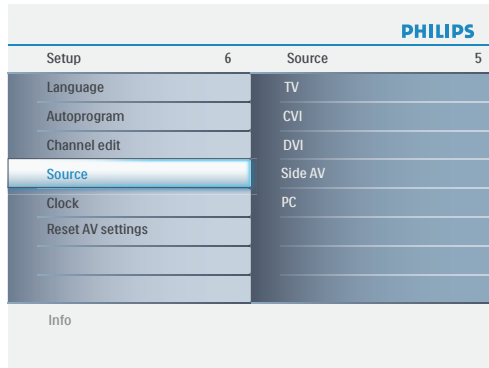 PHILIPS
Setup 6 Source 5
Language TV
Autoprogram CVI
Channel edit DVI
Source Side AV
Clock PC
Reset AV settings
Info